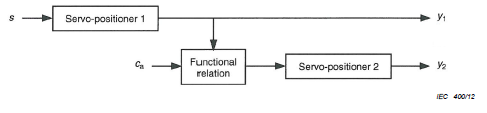 s Servo-positioner 1 y1
ca Functional relation Servo-positioner 2 y2
IEC 400/12